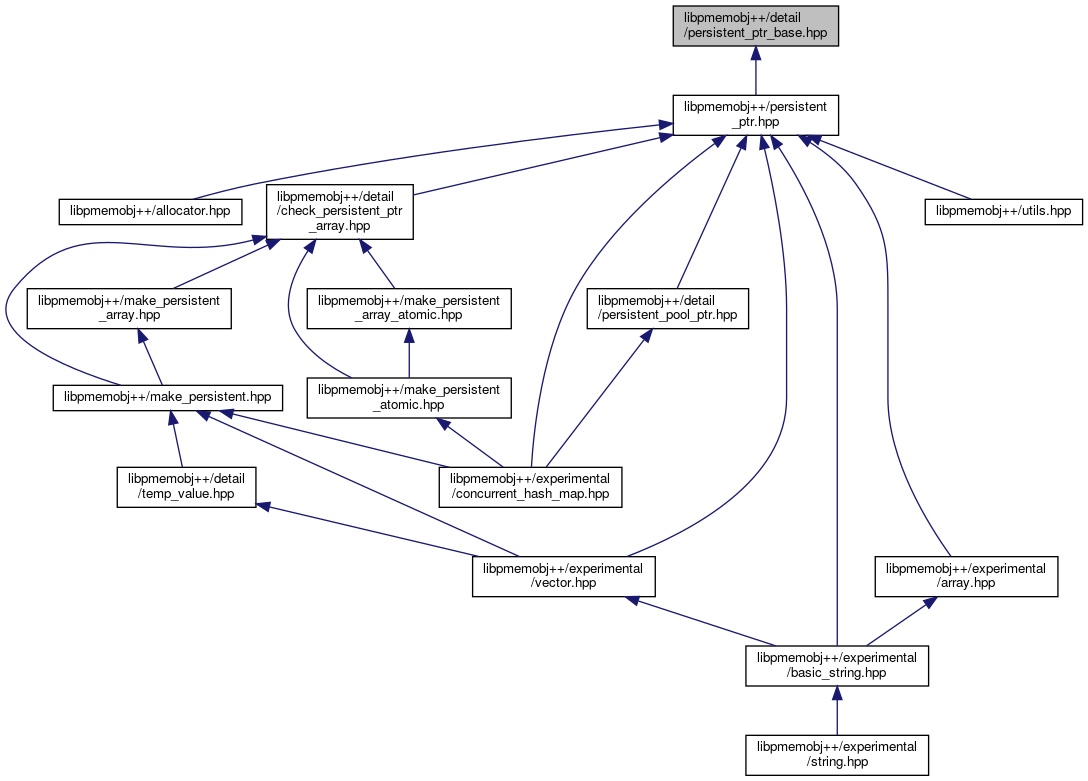 libpmemobj++/detail
/persistent_ptr_base.hpp
libpmemobj++/persistent
_ptr.hpp
libpmemobj++/allocator.hpp
libpmemobj++/detail
/check_persistent_ptr
_array.hpp
libpmemobj++/utils.hpp
libpmemobj++/make_persistent
_array.hpp
libpmemobj++/make_persistent
_array_atomic.hpp
libpmemobj++/detail
/persistent_pool_ptr.hpp
libpmemobj++/make_persistent.hpp
libpmemobj++/make_persistent
_atomic.hpp
libpmemobj++/detail
/temp_value.hpp
libpmemobj++/experimental
/concurrent_hash_map.hpp
libpmemobj++/experimental
/vector.hpp
libpmemobj++/experimental
/array.hpp
libpmemobj++/experimental
/basic_string.hpp
libpmemobj++/experimental
/string.hpp